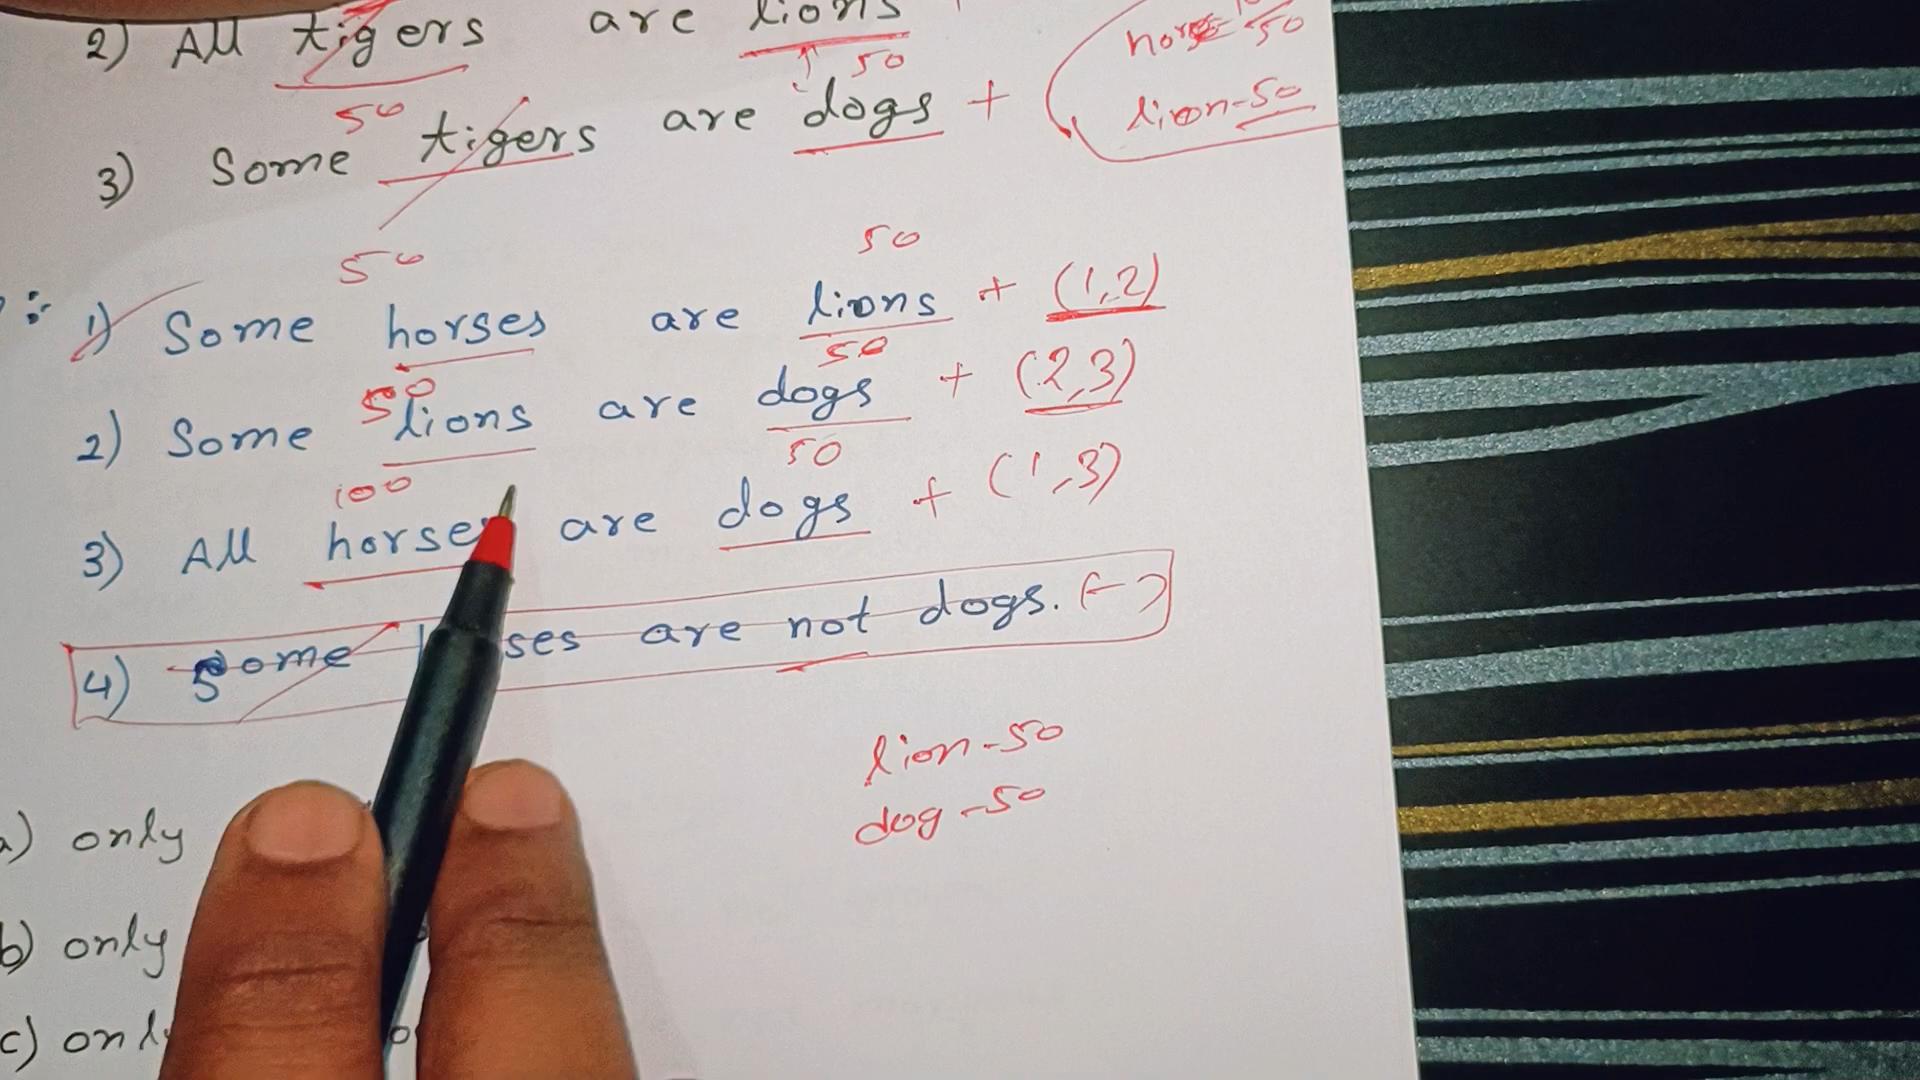 2) All tigers are lions
horse 50
50
50
lion-50
3) Some tigers are dogs +
50 50
1) Some horses are lions + (1,2)
50 50
2) Some lions are dogs + (2,3)
100 50
3) All horses are dogs + (1,3)
4) Some ses are not dogs. (-)
lion-50
dog-50
a) only
b) only
c) only